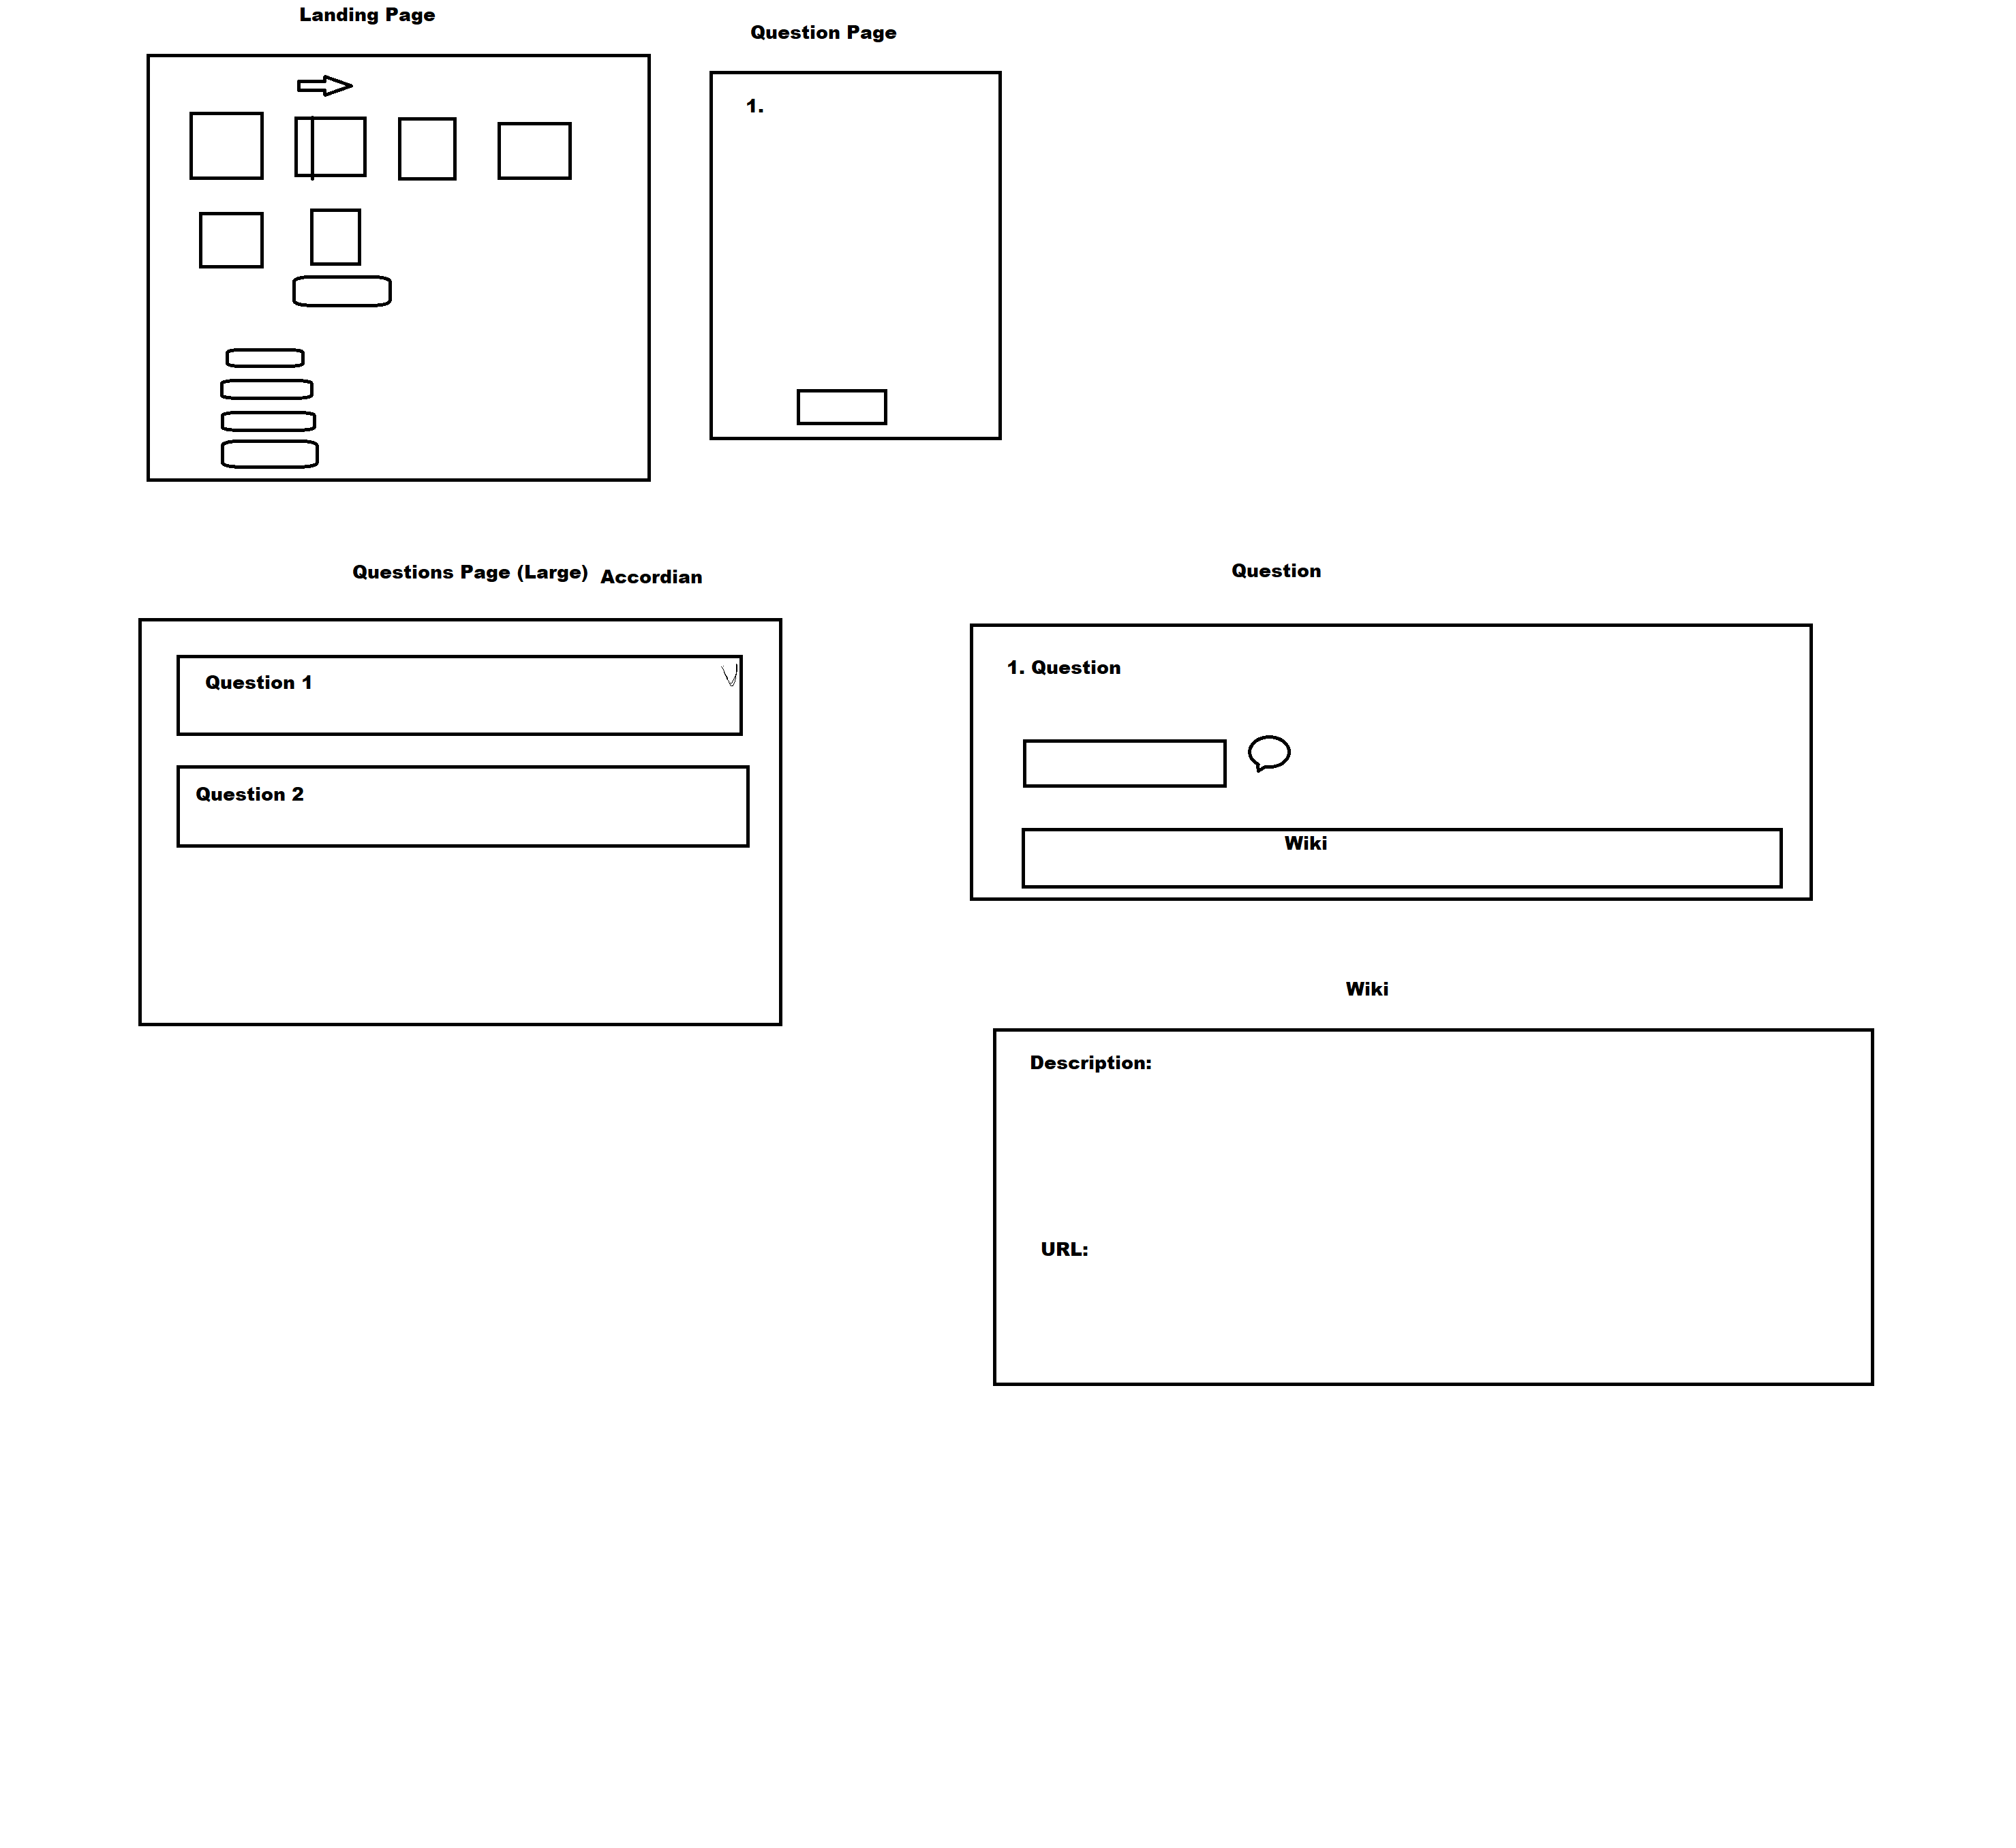 Landing Page
Question Page
1.
Questions Page (Large) Accordian
Question 1
Question 2
Question
1. Question
Wiki
Wiki
Description:
URL: